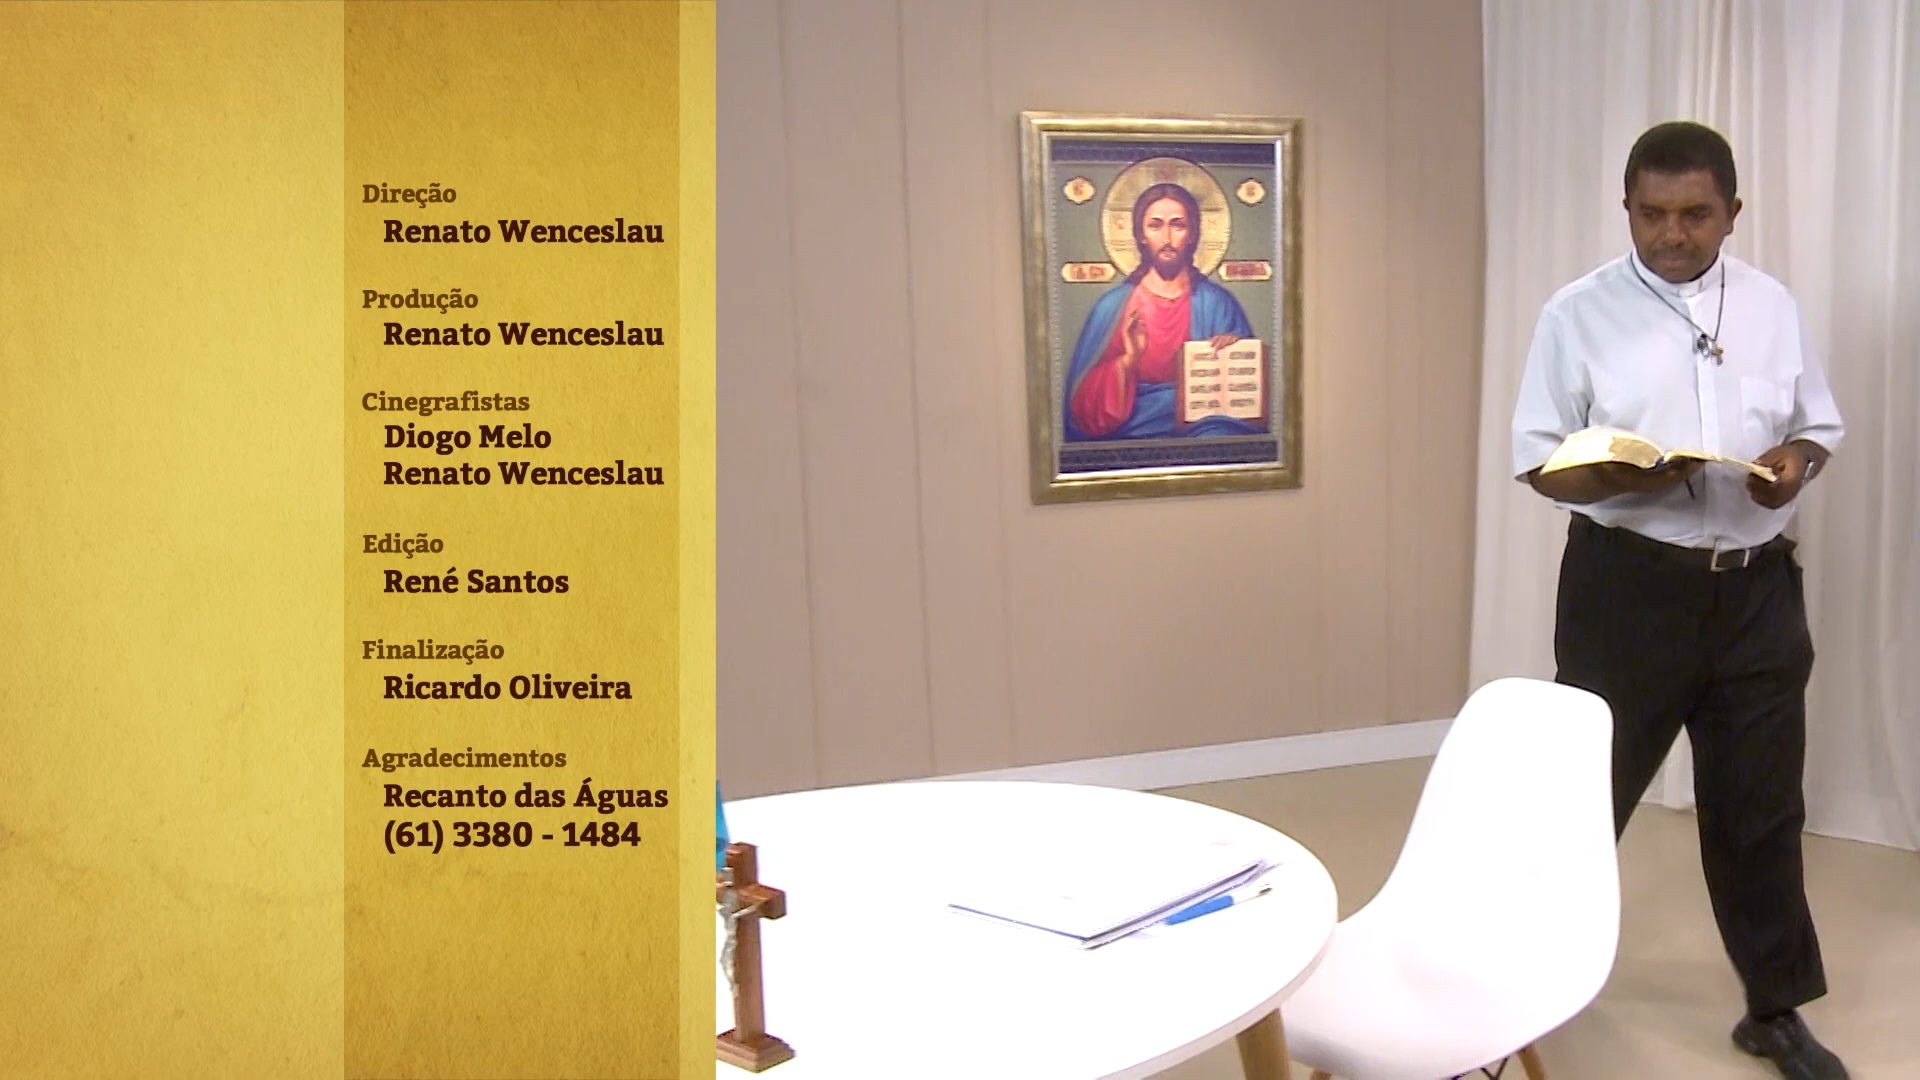 Direção
Renato Wenceslau
Produção
Renato Wenceslau
Cinegrafistas
Diogo Melo
Renato Wenceslau
Edição
René Santos
Finalização
Ricardo Oliveira
Agradecimentos
Recanto das Águas
(61) 3380 - 1484